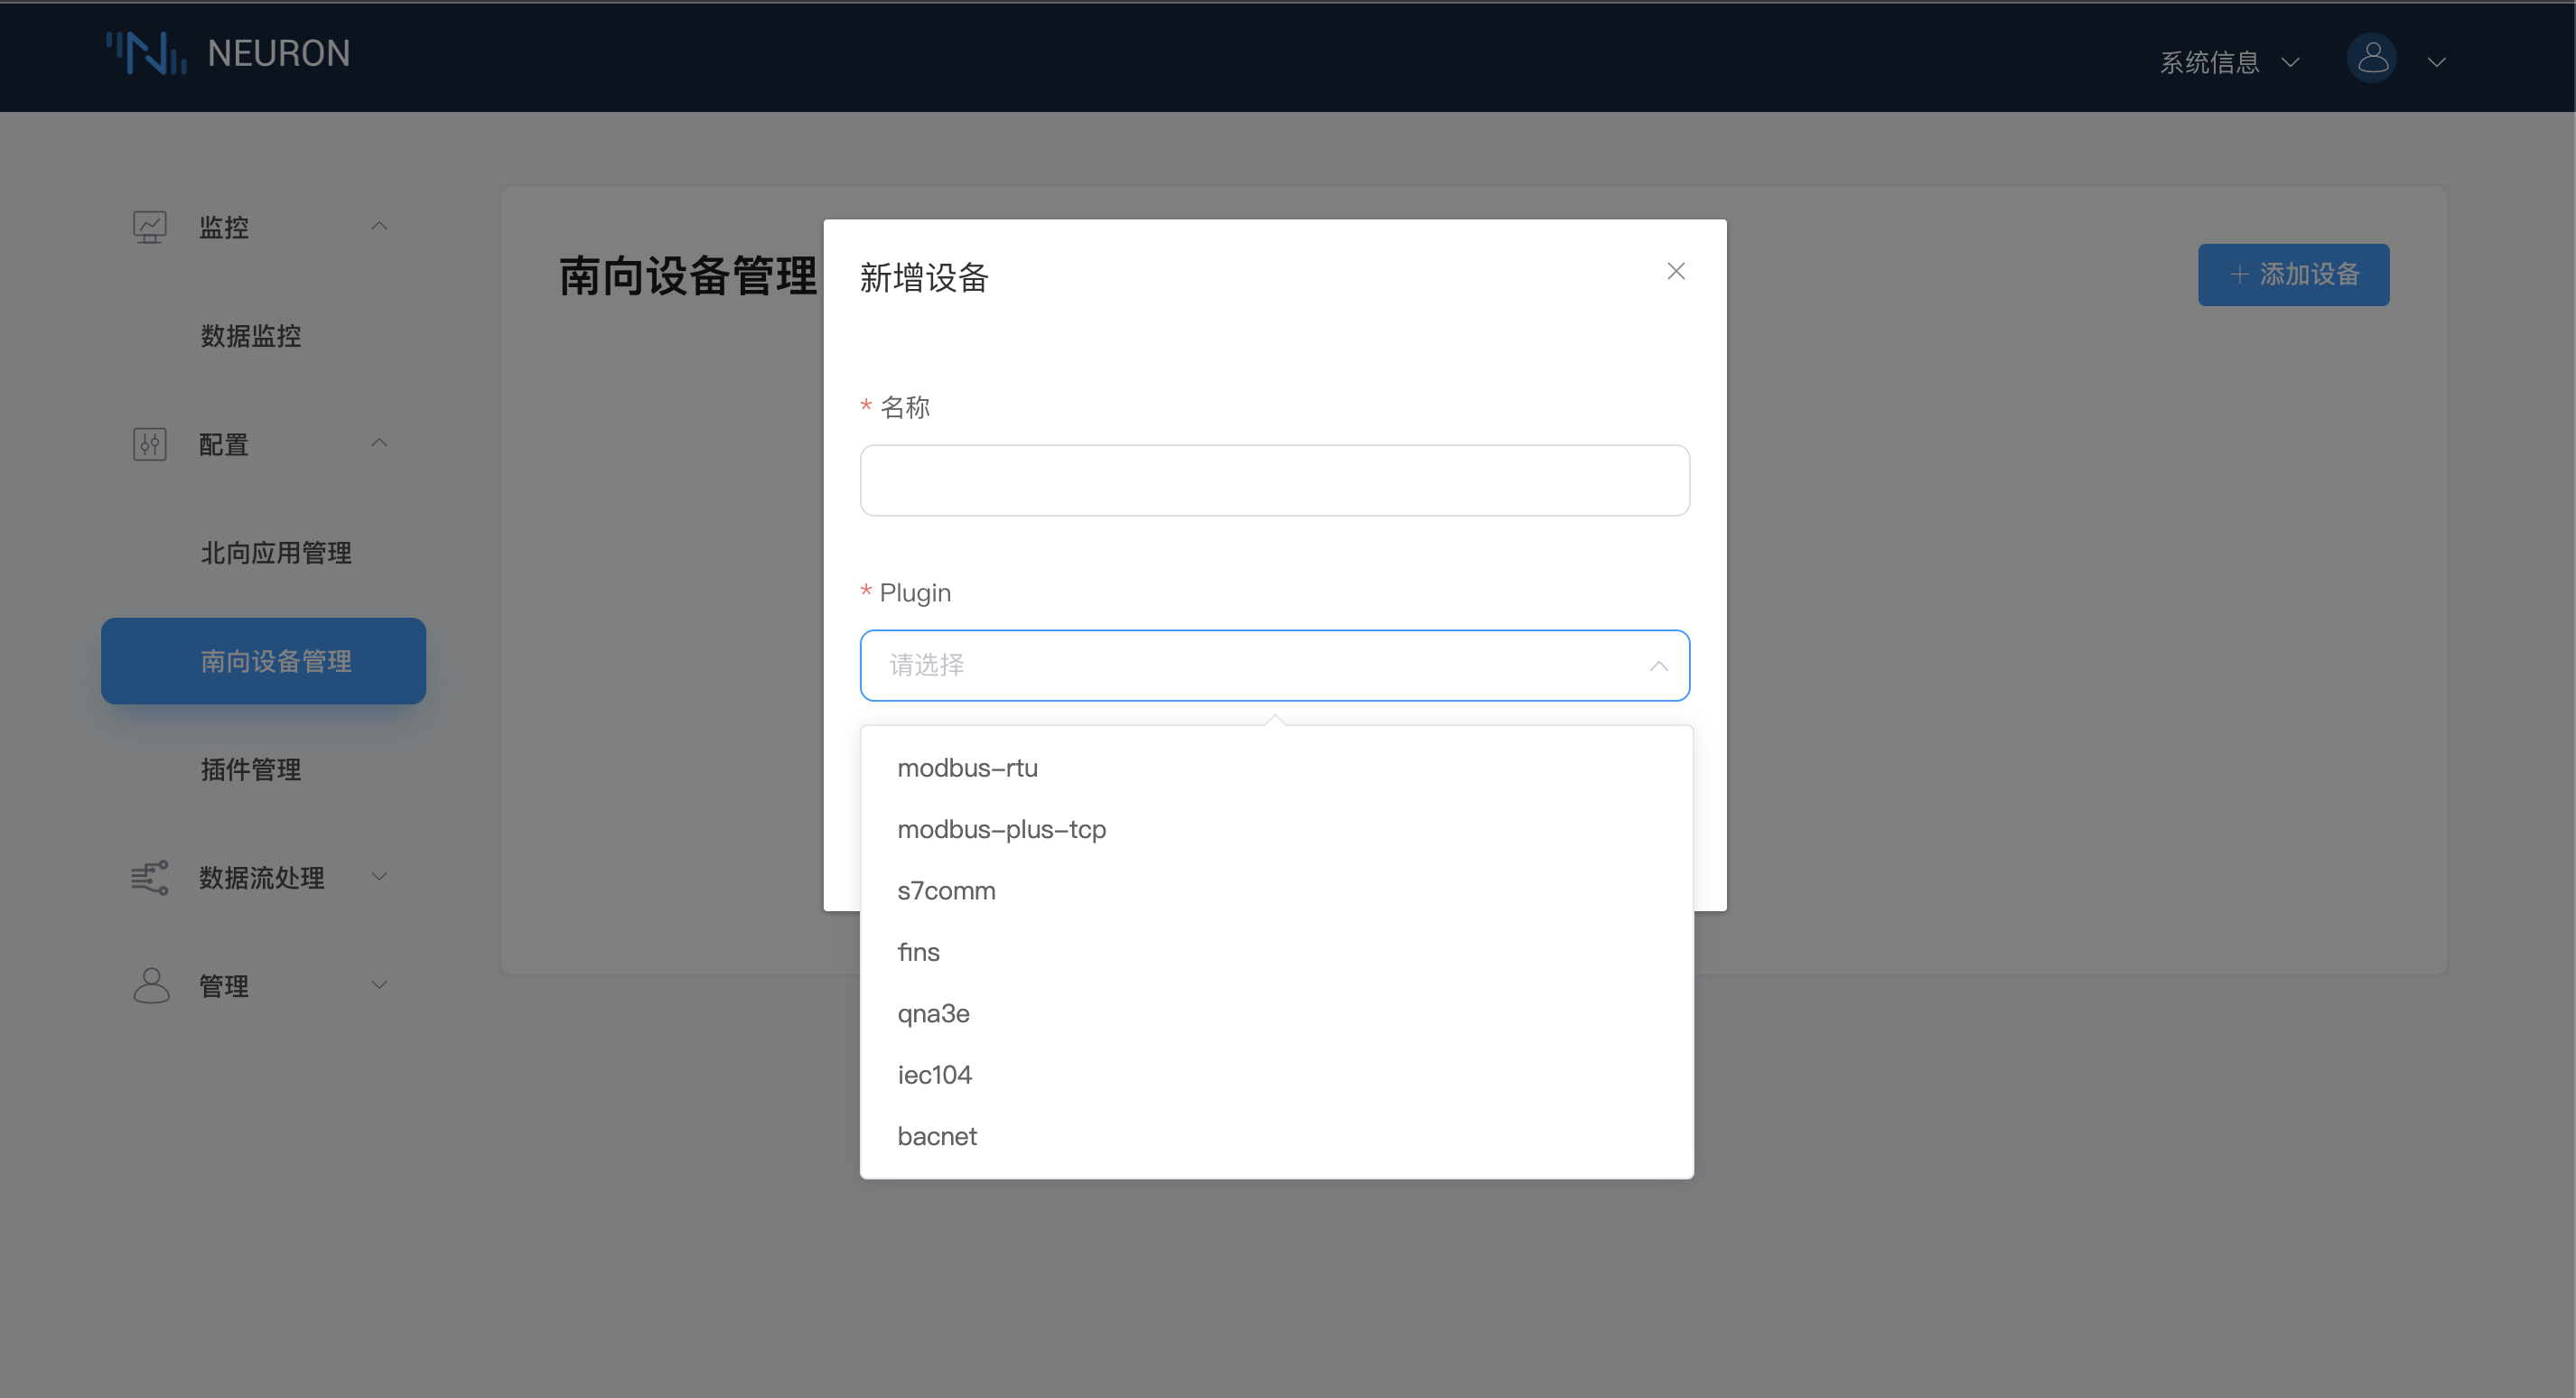 NEURON
系统信息
监控
数据监控
配置
北向应用管理
南向设备管理
插件管理
数据流处理
管理
南向设备管理
添加设备
新增设备
* 名称
* Plugin
请选择
modbus-rtu
modbus-plus-tcp
s7comm
fins
qna3e
iec104
bacnet